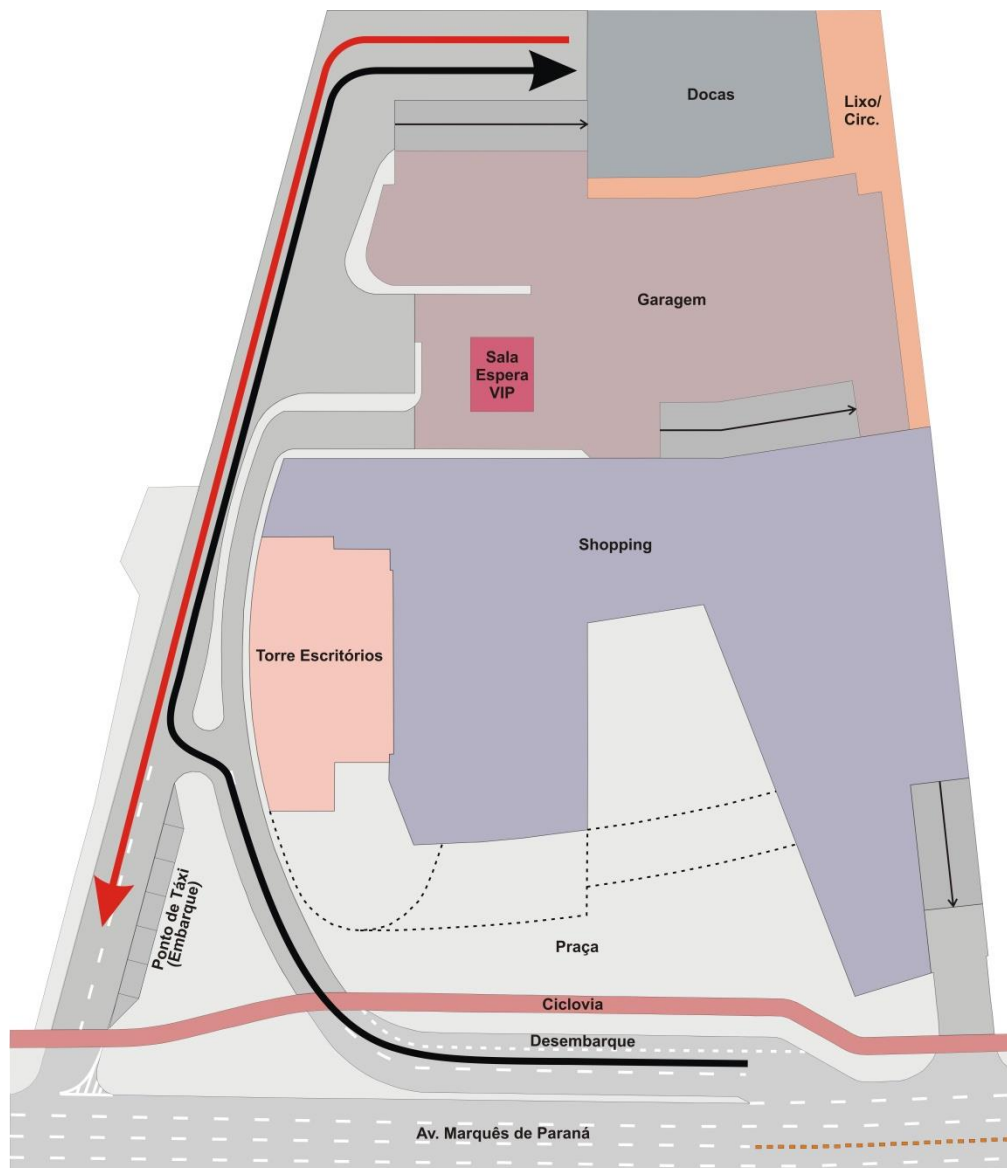 Docas
Lixo/
Circ.
Garagem
Sala
Espera
VIP
Shopping
Torre Escritórios
Ponto de Táxi
(Embarque)
Praça
Ciclovia
Desembarque
Av. Marquês de Paraná